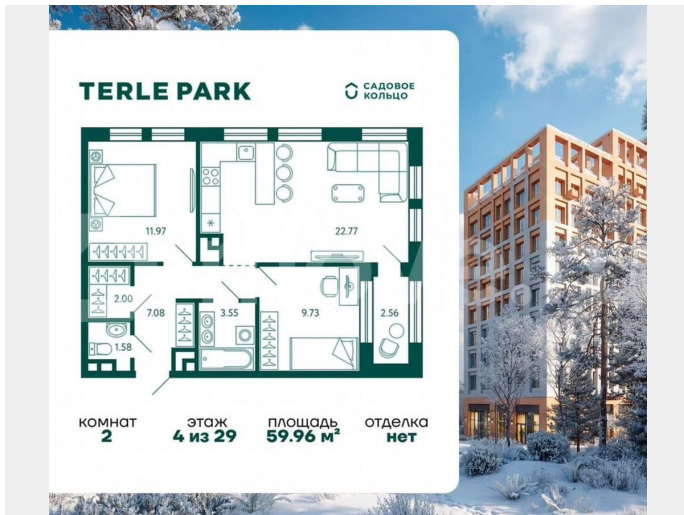 TERLE PARK
САДОВОЕ
КОЛЬЦО
11.97
22.77
2.00
7.08
3.55
9.73
2.56
1.58
комнат
2
этаж
4 из 29
площадь
59.96 м²
отделка
нет